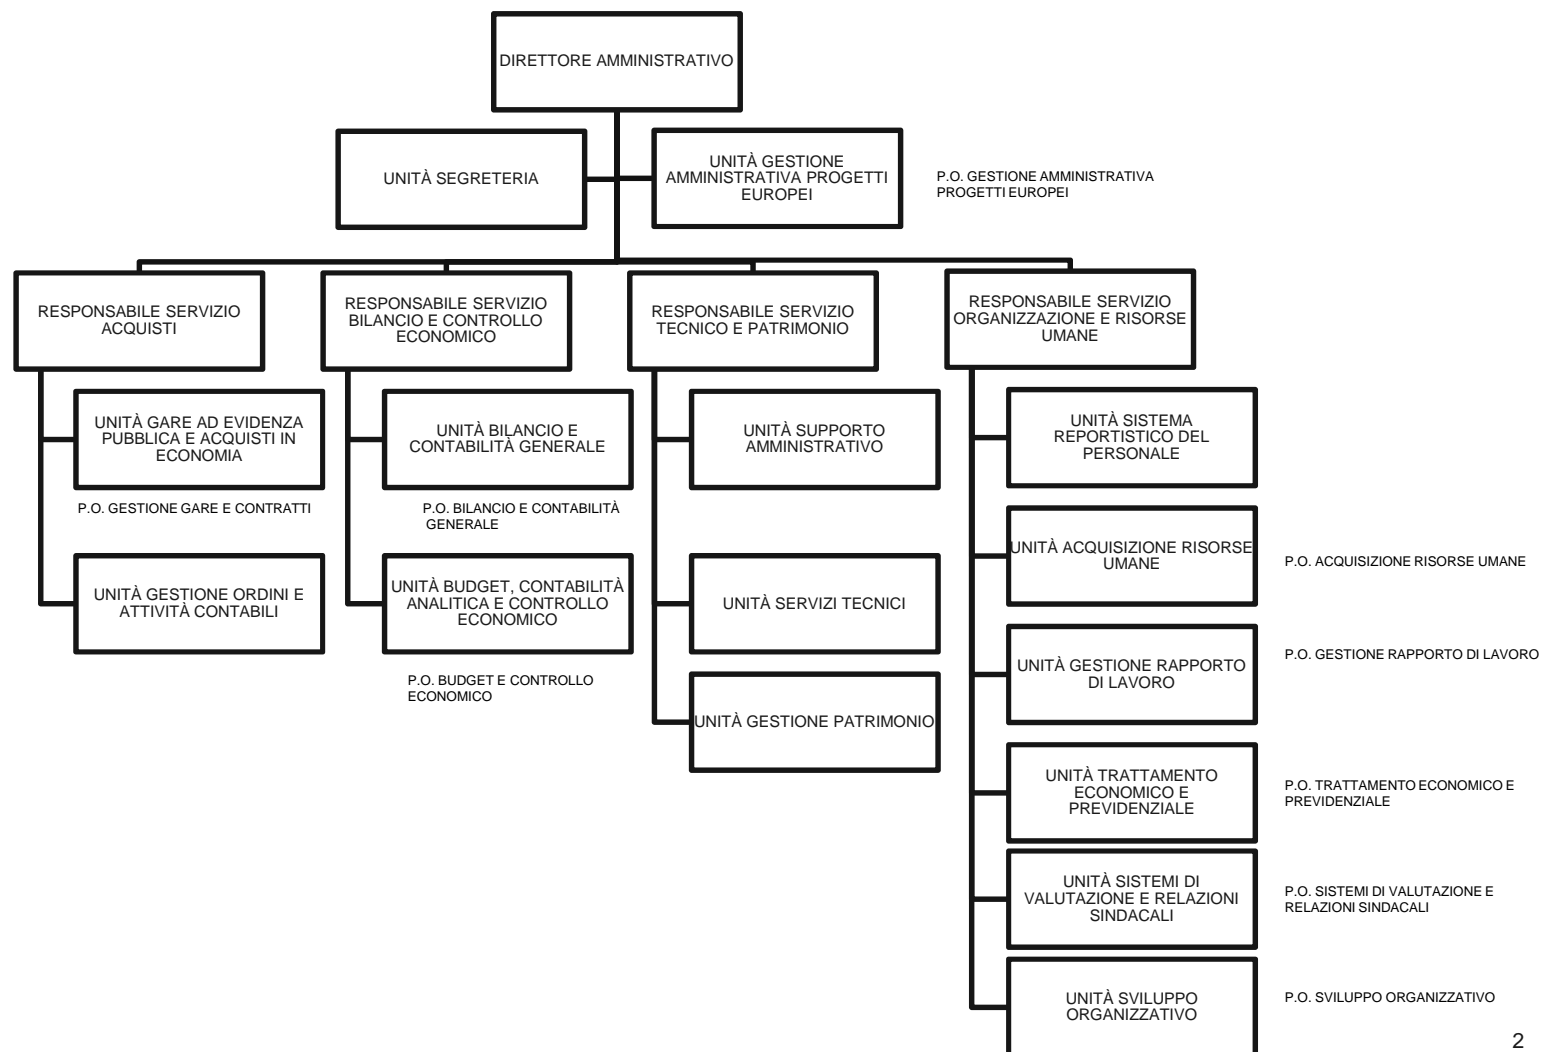 DIRETTORE AMMINISTRATIVO
UNITÀ SEGRETERIA
UNITÀ GESTIONE
AMMINISTRATIVA PROGETTI
EUROPEI
P.O. GESTIONE AMMINISTRATIVA
PROGETTI EUROPEI
RESPONSABILE SERVIZIO
ACQUISTI
RESPONSABILE SERVIZIO
BILANCIO E CONTROLLO
ECONOMICO
RESPONSABILE SERVIZIO
TECNICO E PATRIMONIO
RESPONSABILE SERVIZIO
ORGANIZZAZIONE E RISORSE
UMANE
UNITÀ GARE AD EVIDENZA
PUBBLICA E ACQUISTI IN
ECONOMIA
P.O. GESTIONE GARE E CONTRATTI
UNITÀ GESTIONE ORDINI E
ATTIVITÀ CONTABILI
UNITÀ BILANCIO E
CONTABILITÀ GENERALE
P.O. BILANCIO E CONTABILITÀ
GENERALE
UNITÀ BUDGET, CONTABILITÀ
ANALITICA E CONTROLLO
ECONOMICO
P.O. BUDGET E CONTROLLO
ECONOMICO
UNITÀ SUPPORTO
AMMINISTRATIVO
UNITÀ SERVIZI TECNICI
UNITÀ GESTIONE PATRIMONIO
UNITÀ SISTEMA
REPORTISTICO DEL
PERSONALE
UNITÀ ACQUISIZIONE RISORSE
UMANE
P.O. ACQUISIZIONE RISORSE UMANE
UNITÀ GESTIONE RAPPORTO
DI LAVORO
P.O. GESTIONE RAPPORTO DI LAVORO
UNITÀ TRATTAMENTO
ECONOMICO E
PREVIDENZIALE
P.O. TRATTAMENTO ECONOMICO E
PREVIDENZIALE
UNITÀ SISTEMI DI
VALUTAZIONE E RELAZIONI
SINDACALI
P.O. SISTEMI DI VALUTAZIONE E
RELAZIONI SINDACALI
UNITÀ SVILUPPO
ORGANIZZATIVO
P.O. SVILUPPO ORGANIZZATIVO
2